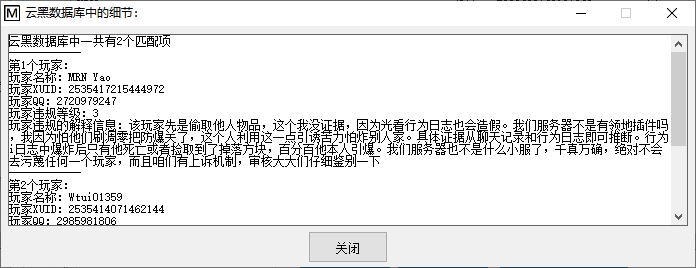 M 云黑数据库中的细节:
云黑数据库中一共有2个匹配项
第1个玩家:
玩家名称: MRN Yao
玩家XUID: 2535417215444972
玩家QQ: 2720979247
玩家违规等级: 3
玩家违规的解释信息: 该玩家先是偷取他人物品，这个我没证据，因为光看行为日志也会造假。我们服务器不是有领地插件吗
，我因为怕他们刷凋零把防爆关了，这个人利用这一点引诱苦力怕炸别人家。具体证据从聊天记录和行为日志即可推断。行为
i日志中爆炸后只有他死亡或者捡取到了掉落方块，百分百他本人引爆。我们服务器也不是什么小服了，千真万确，绝对不会
去污蔑任何一个玩家，而且咱们有上诉机制，审核大大们仔细鉴别一下
第2个玩家:
玩家名称: Wtui01359
玩家XUID: 2535414071462144
玩家QQ: 2985981806
关闭